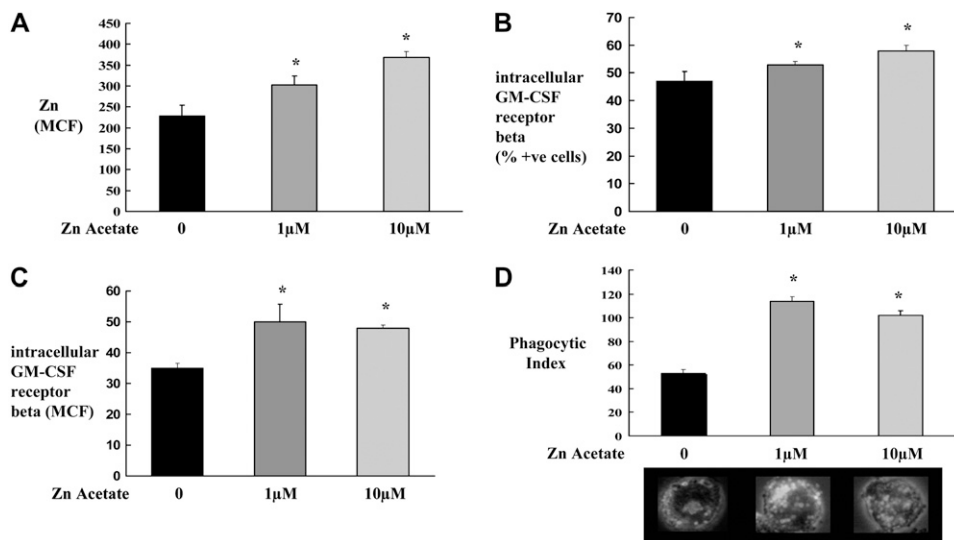 A
Zn
(MCF)
450
400
350
300
250
200
150
100
50
0
*
*
Zn Acetate 0 1µM 10µM
B
intracellular
GM-CSF
receptor
beta
(% +ve cells)
70
60
50
40
30
20
10
0
*
*
Zn Acetate 0 1µM 10µM
C
intracellular
GM-CSF
receptor
beta (MCF)
60
50
40
30
20
10
0
*
*
Zn Acetate 0 1µM 10µM
D
Phagocytic
Index
140
120
100
80
60
40
20
0
*
*
Zn Acetate 0 1µM 10µM